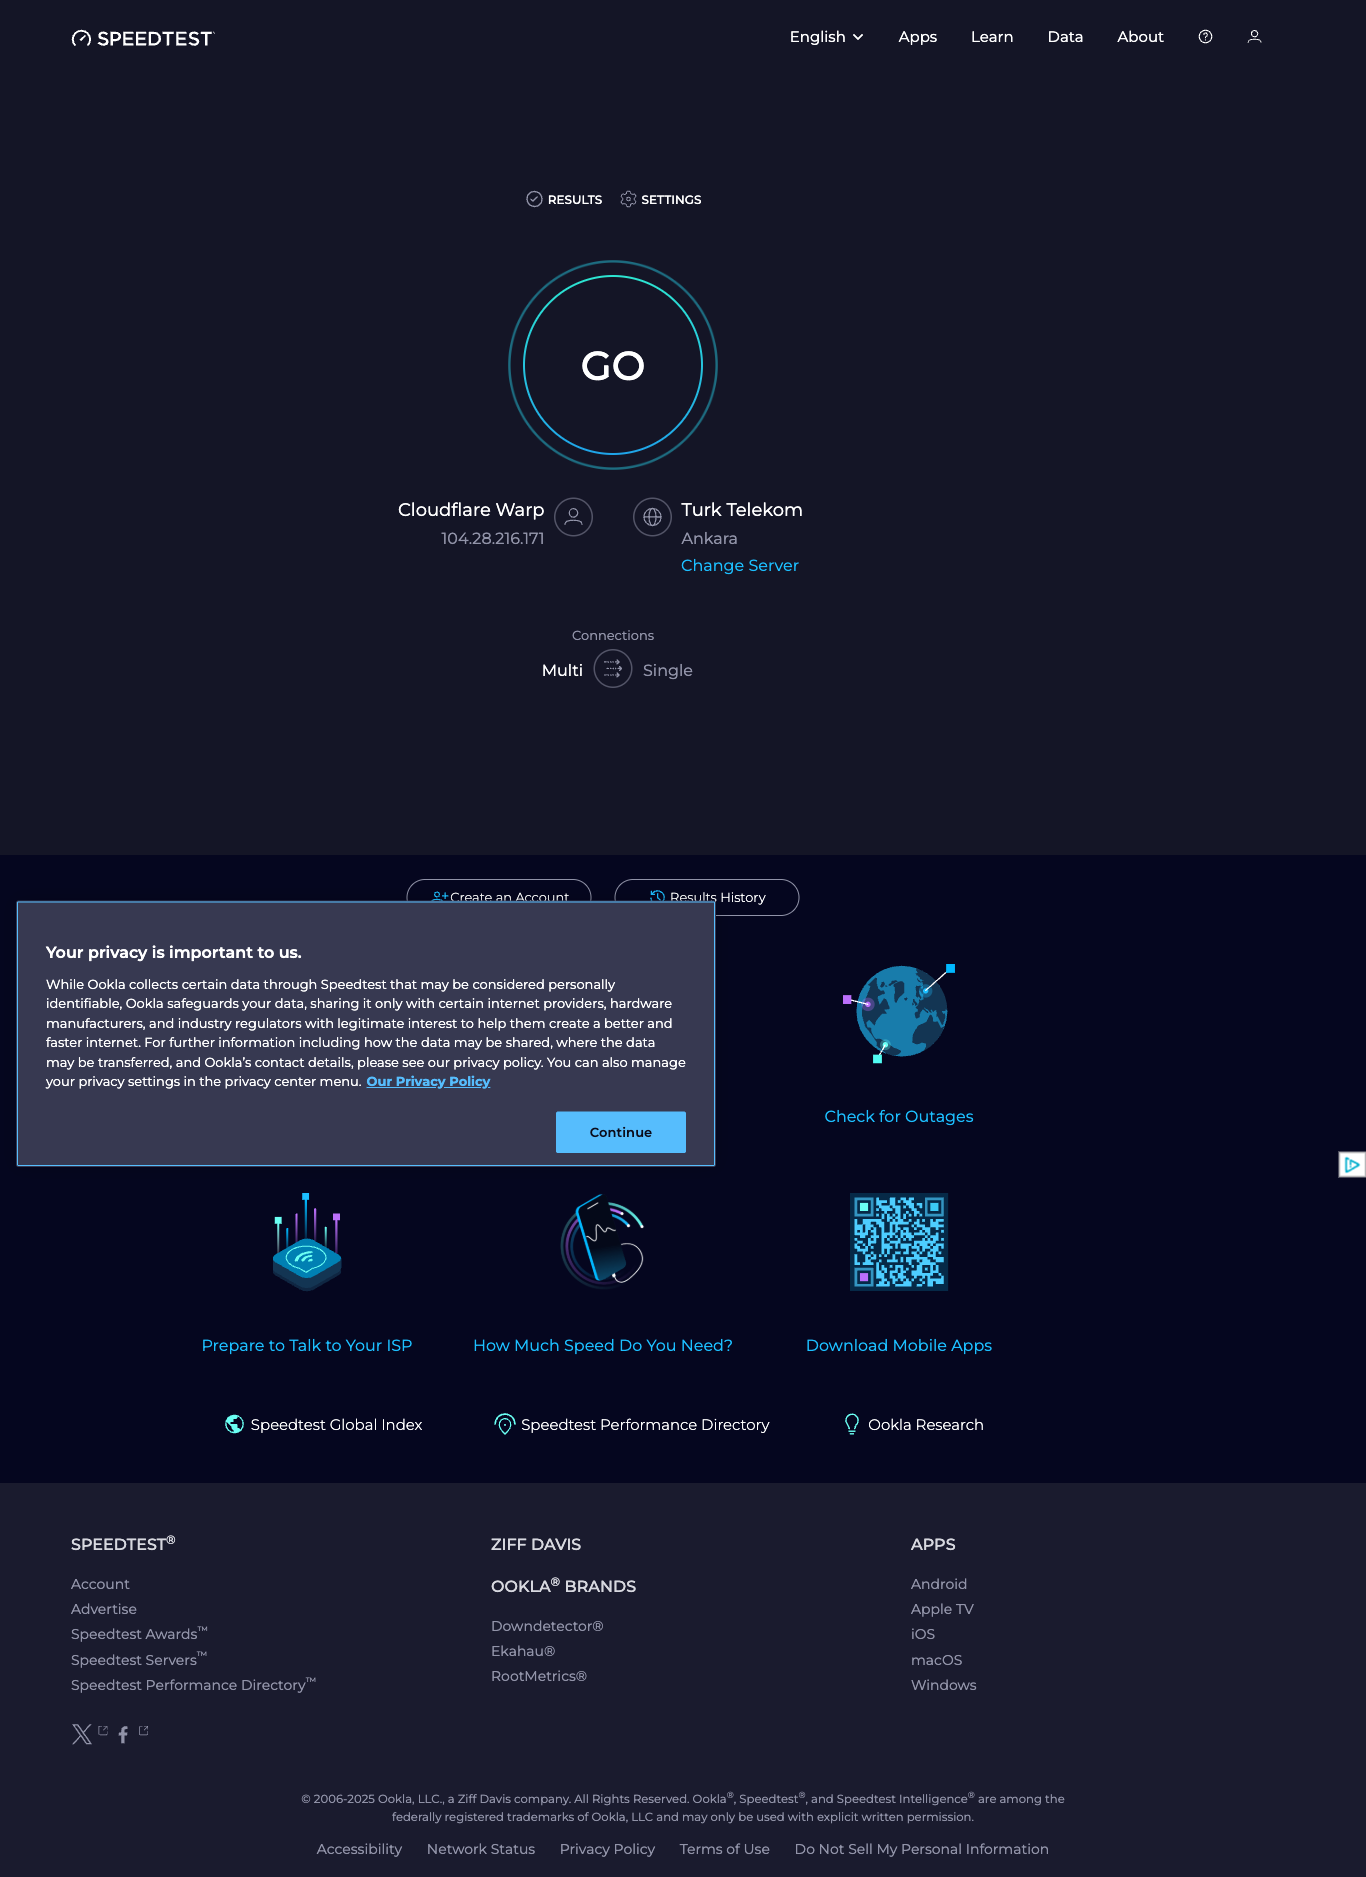 SPEEDTEST
English Apps Learn Data About
RESULTS SETTINGS
GO
Cloudflare Warp
104.28.216.171
Turk Telekom
Ankara
Change Server
Connections
Multi Single
Create an Account Results History
Your privacy is important to us.
While Ookla collects certain data through Speedtest that may be considered personally
identifiable, Ookla safeguards your data, sharing it only with certain internet providers, hardware
manufacturers, and industry regulators with legitimate interest to help them create a better and
faster internet. For further information including how the data may be shared, where the data
may be transferred, and Ookla's contact details, please see our privacy policy. You can also manage
your privacy settings in the privacy center menu. Our Privacy Policy
Continue
Check for Outages
Prepare to Talk to Your ISP How Much Speed Do You Need? Download Mobile Apps
Speedtest Global Index Speedtest Performance Directory Ookla Research
SPEEDTEST®
Account
Advertise
Speedtest Awards™
Speedtest Servers™
Speedtest Performance Directory™
ZIFF DAVIS
OOKLA® BRANDS
Downdetector®
Ekahau®
RootMetrics®
APPS
Android
Apple TV
iOS
macOS
Windows
© 2006-2025 Ookla, LLC., a Ziff Davis company. All Rights Reserved. Ookla®, Speedtest®, and Speedtest Intelligence® are among the
federally registered trademarks of Ookla, LLC and may only be used with explicit written permission.
Accessibility Network Status Privacy Policy Terms of Use Do Not Sell My Personal Information